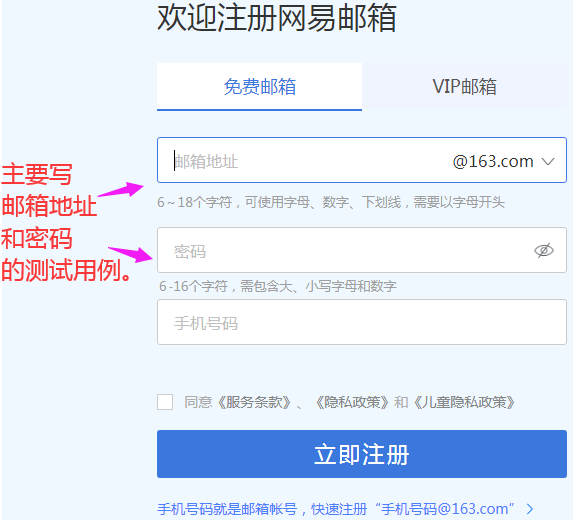 欢迎注册网易邮箱
免费邮箱 VIP邮箱
邮箱地址 @163.com
6～18个字符，可使用字母、数字、下划线，需要以字母开头
主要写
邮箱地址
和密码
的测试用例。
密码
6-16个字符，需包含大、小写字母和数字
手机号码
同意《服务条款》、《隐私政策》和《儿童隐私政策》
立即注册
手机号码就是邮箱帐号，快速注册“手机号码@163.com”